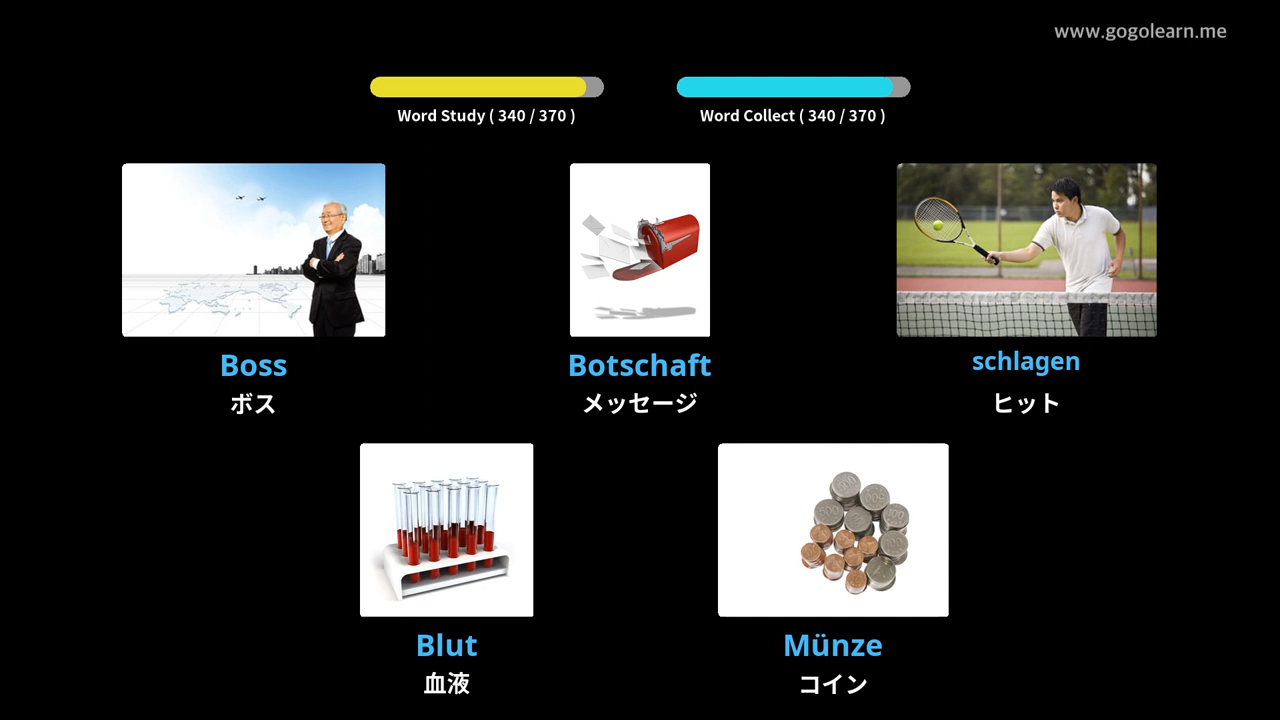 www.gogolearn.me
Word Study ( 340 / 370 )
Word Collect ( 340 / 370 )
Boss
ボス
Botschaft
メッセージ
schlagen
ヒット
Blut
血液
Münze
コイン